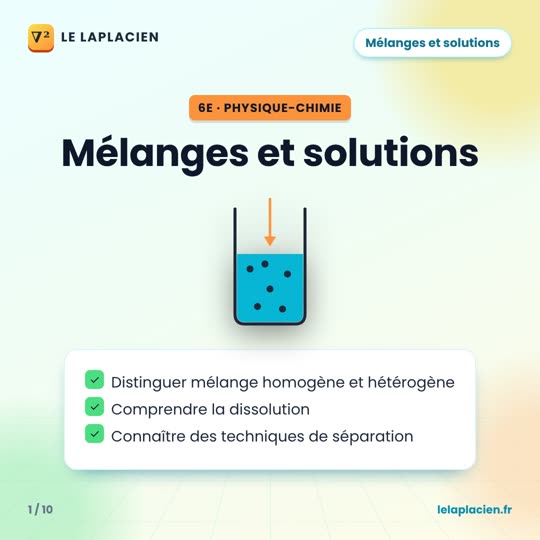 ∇² LE LAPLACIEN
Mélanges et solutions
6E · PHYSIQUE-CHIMIE
Mélanges et solutions
Distinguer mélange homogène et hétérogène
Comprendre la dissolution
Connaître des techniques de séparation
1 / 10
lelaplacien.fr